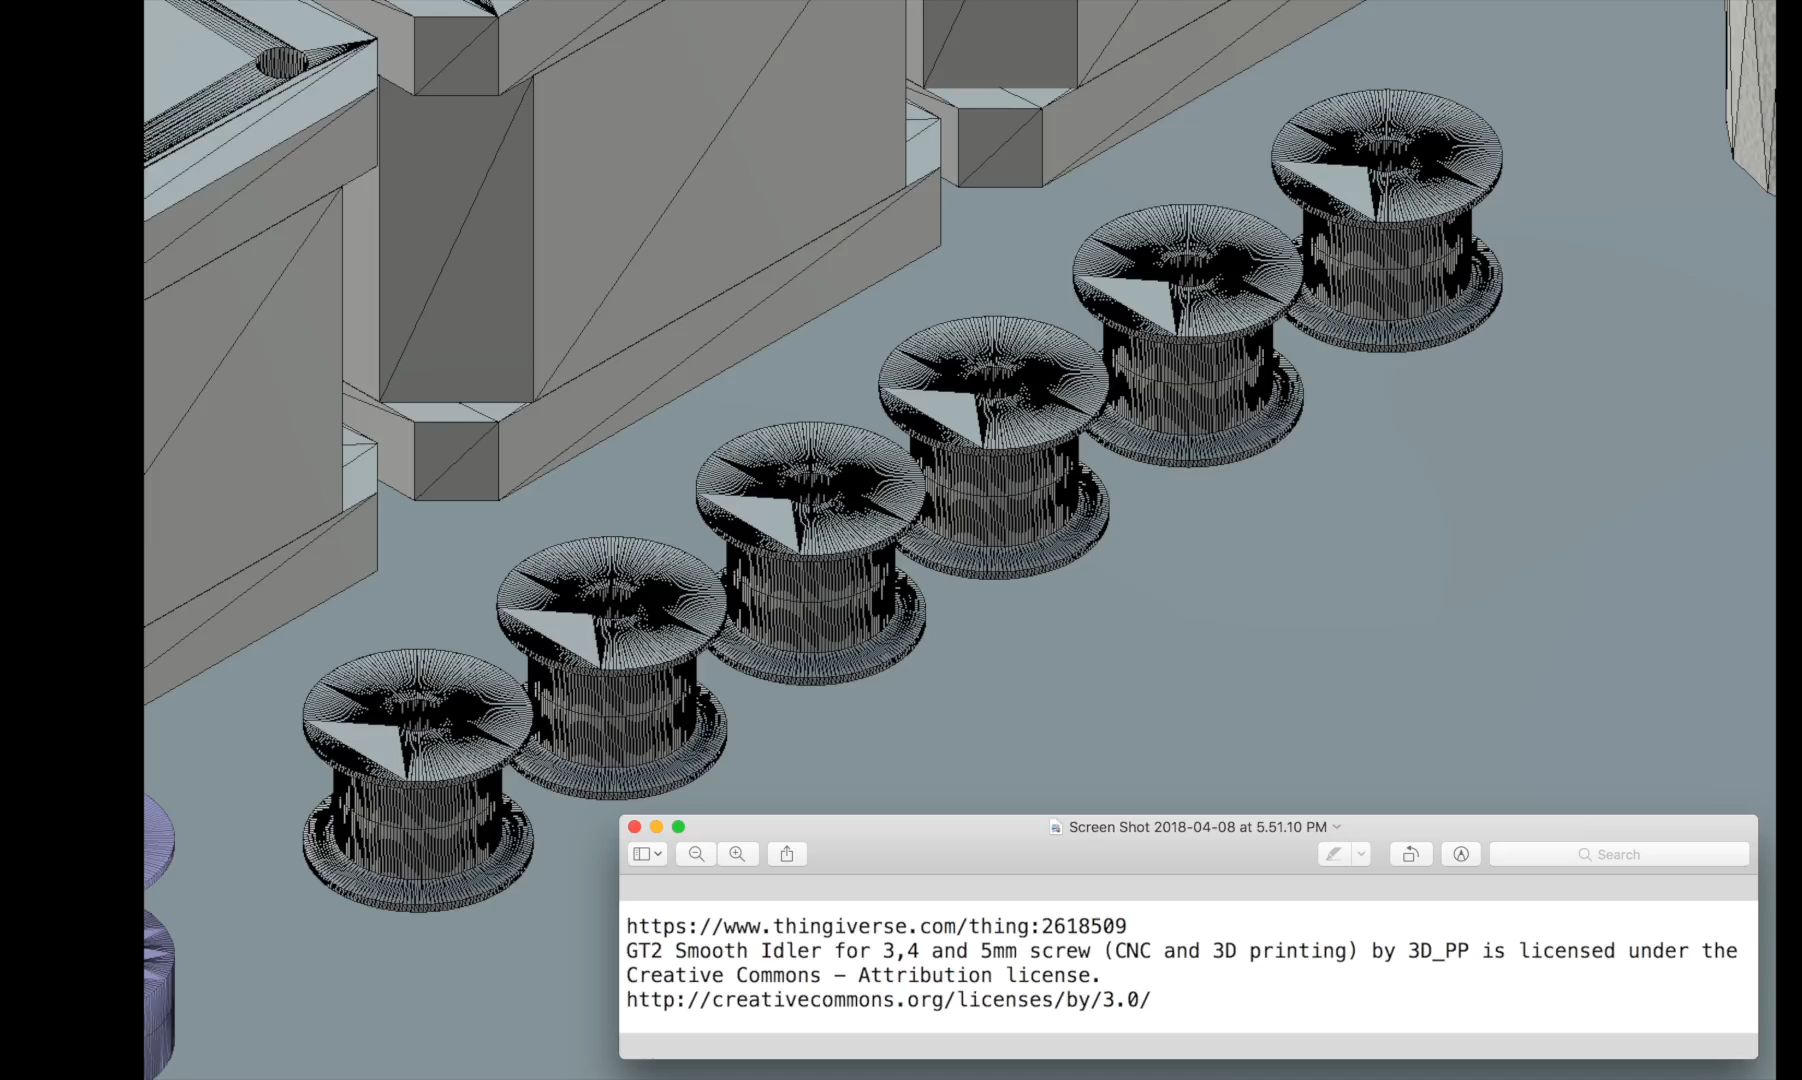 Screen Shot 2018-04-08 at 5.51.10 PM
Search
https://www.thingiverse.com/thing:2618509
GT2 Smooth Idler for 3,4 and 5mm screw (CNC and 3D printing) by 3D_PP is licensed under the
Creative Commons - Attribution license.
http://creativecommons.org/licenses/by/3.0/